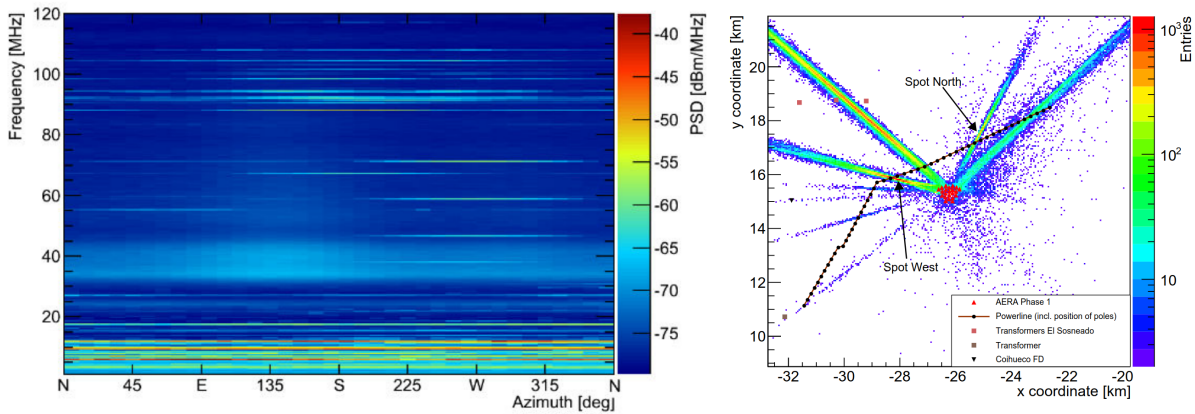 Frequency [MHz]
120
100
80
60
40
20
N 45 E 135 S 225 W 315 N
Azimuth [deg]
PSD [dBm/MHz]
-40
-45
-50
-55
-60
-65
-70
-75
y coordinate [km]
20
18
16
14
12
10
-32 -30 -28 -26 -24 -22 -20
x coordinate [km]
Spot North
Spot West
AERA Phase 1
Powerline (incl. position of poles)
Transformers El Sosneado
Transformer
Coihueco FD
Entries
10³
10²
10